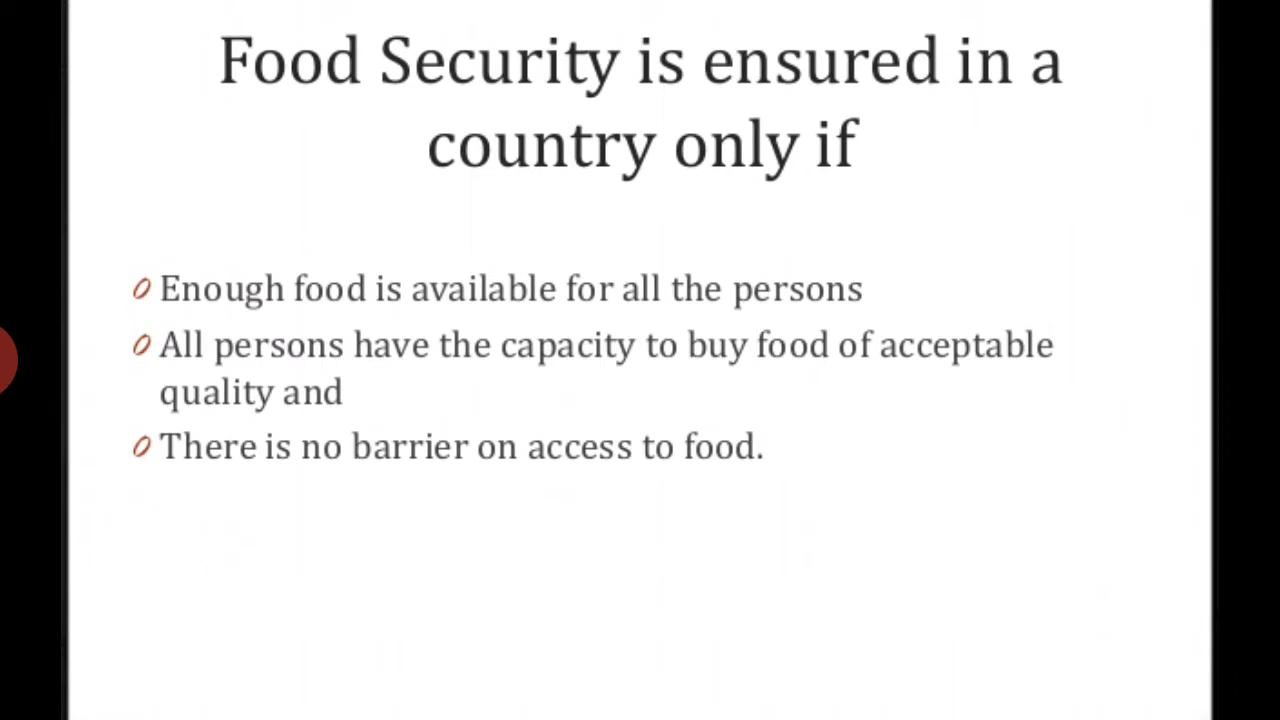 Food Security is ensured in a
country only if
Enough food is available for all the persons
All persons have the capacity to buy food of acceptable
quality and
There is no barrier on access to food.